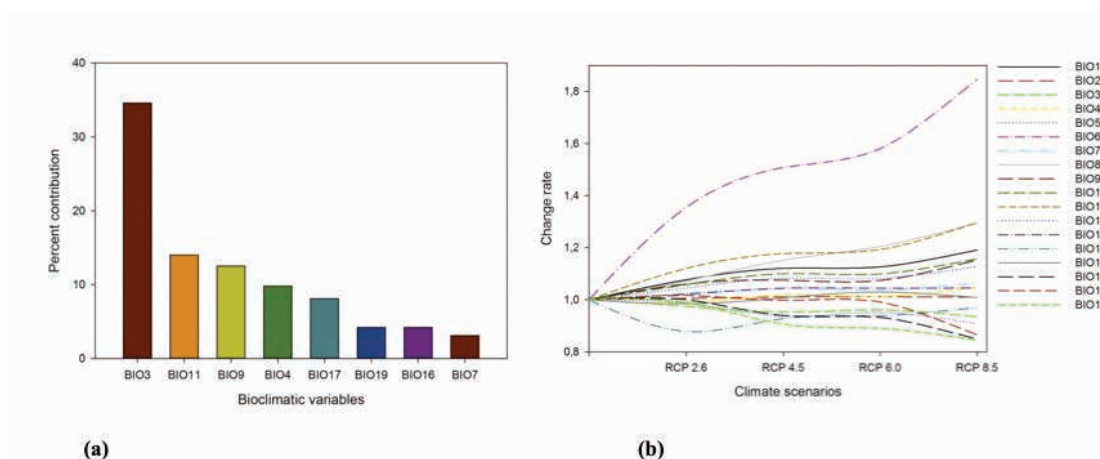 40
30
20
10
0
Percent contribution
BIO3 BIO11 BIO9 BIO4 BIO17 BIO19 BIO16 BIO7
Bioclimatic variables
(a)
1,8
1,6
1,4
1,2
1,0
0,8
Change rate
RCP 2.6 RCP 4.5 RCP 6.0 RCP 8.5
Climate scenarios
BIO1
BIO2
BIO3
BIO4
BIO5
BIO6
BIO7
BIO8
BIO9
BIO1
BIO1
BIO1
BIO1
BIO1
BIO1
BIO1
BIO1
BIO1
(b)